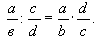 a/в : c/d = a/b · d/c.